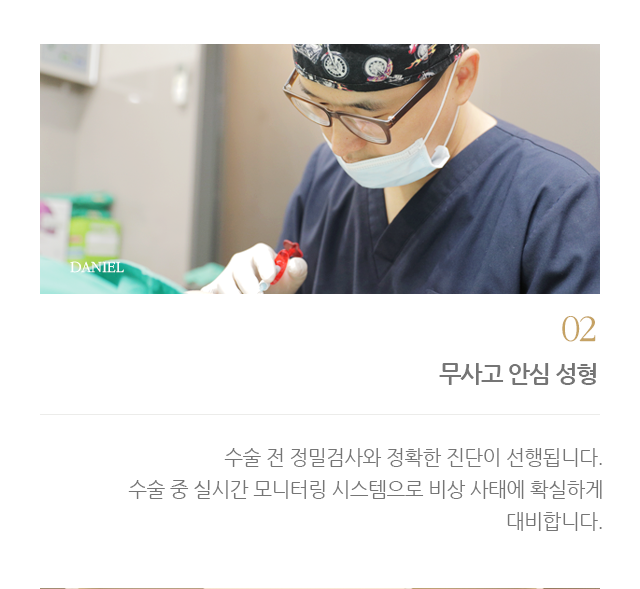 DANIEL
02
무사고 안심 성형
수술 전 정밀검사와 정확한 진단이 선행됩니다.
수술 중 실시간 모니터링 시스템으로 비상 사태에 확실하게
대비합니다.